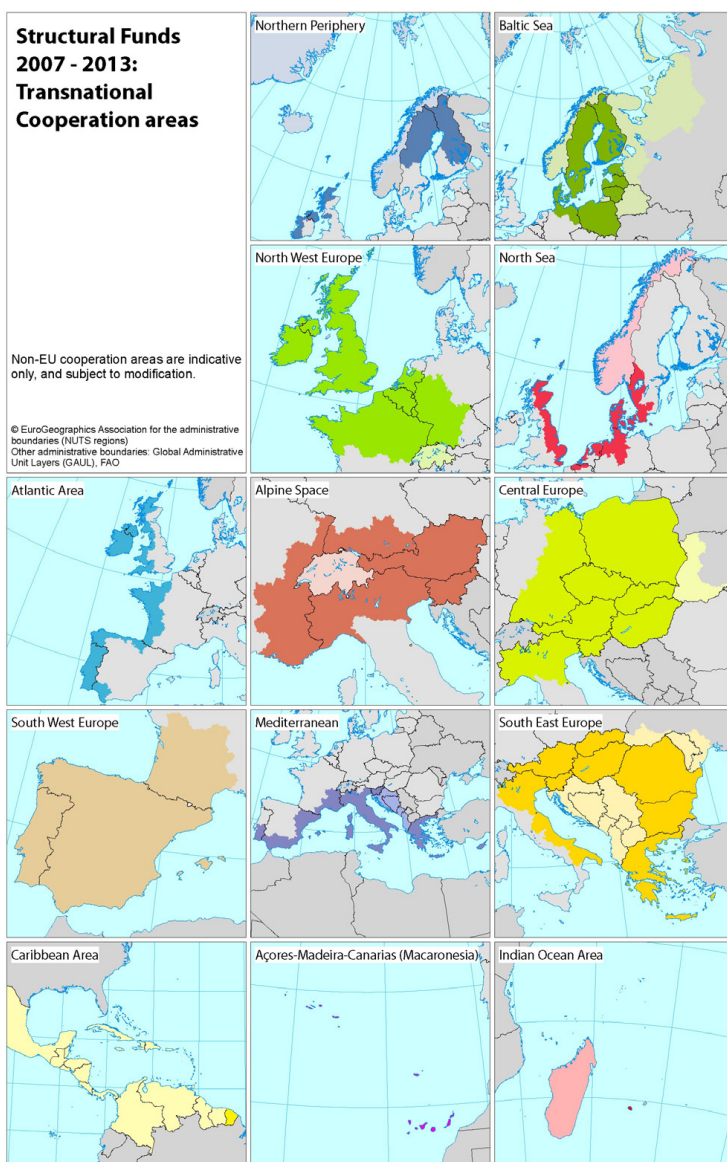 Structural Funds
2007 - 2013:
Transnational
Cooperation areas
Non-EU cooperation areas are indicative
only, and subject to modification.
© EuroGeographics Association for the administrative
boundaries (NUTS regions)
Other administrative boundaries: Global Administrative
Unit Layers (GAUL), FAO
Northern Periphery
Baltic Sea
North West Europe
North Sea
Atlantic Area
Alpine Space
Central Europe
South West Europe
Mediterranean
South East Europe
Caribbean Area
Açores-Madeira-Canarias (Macaronesia)
Indian Ocean Area